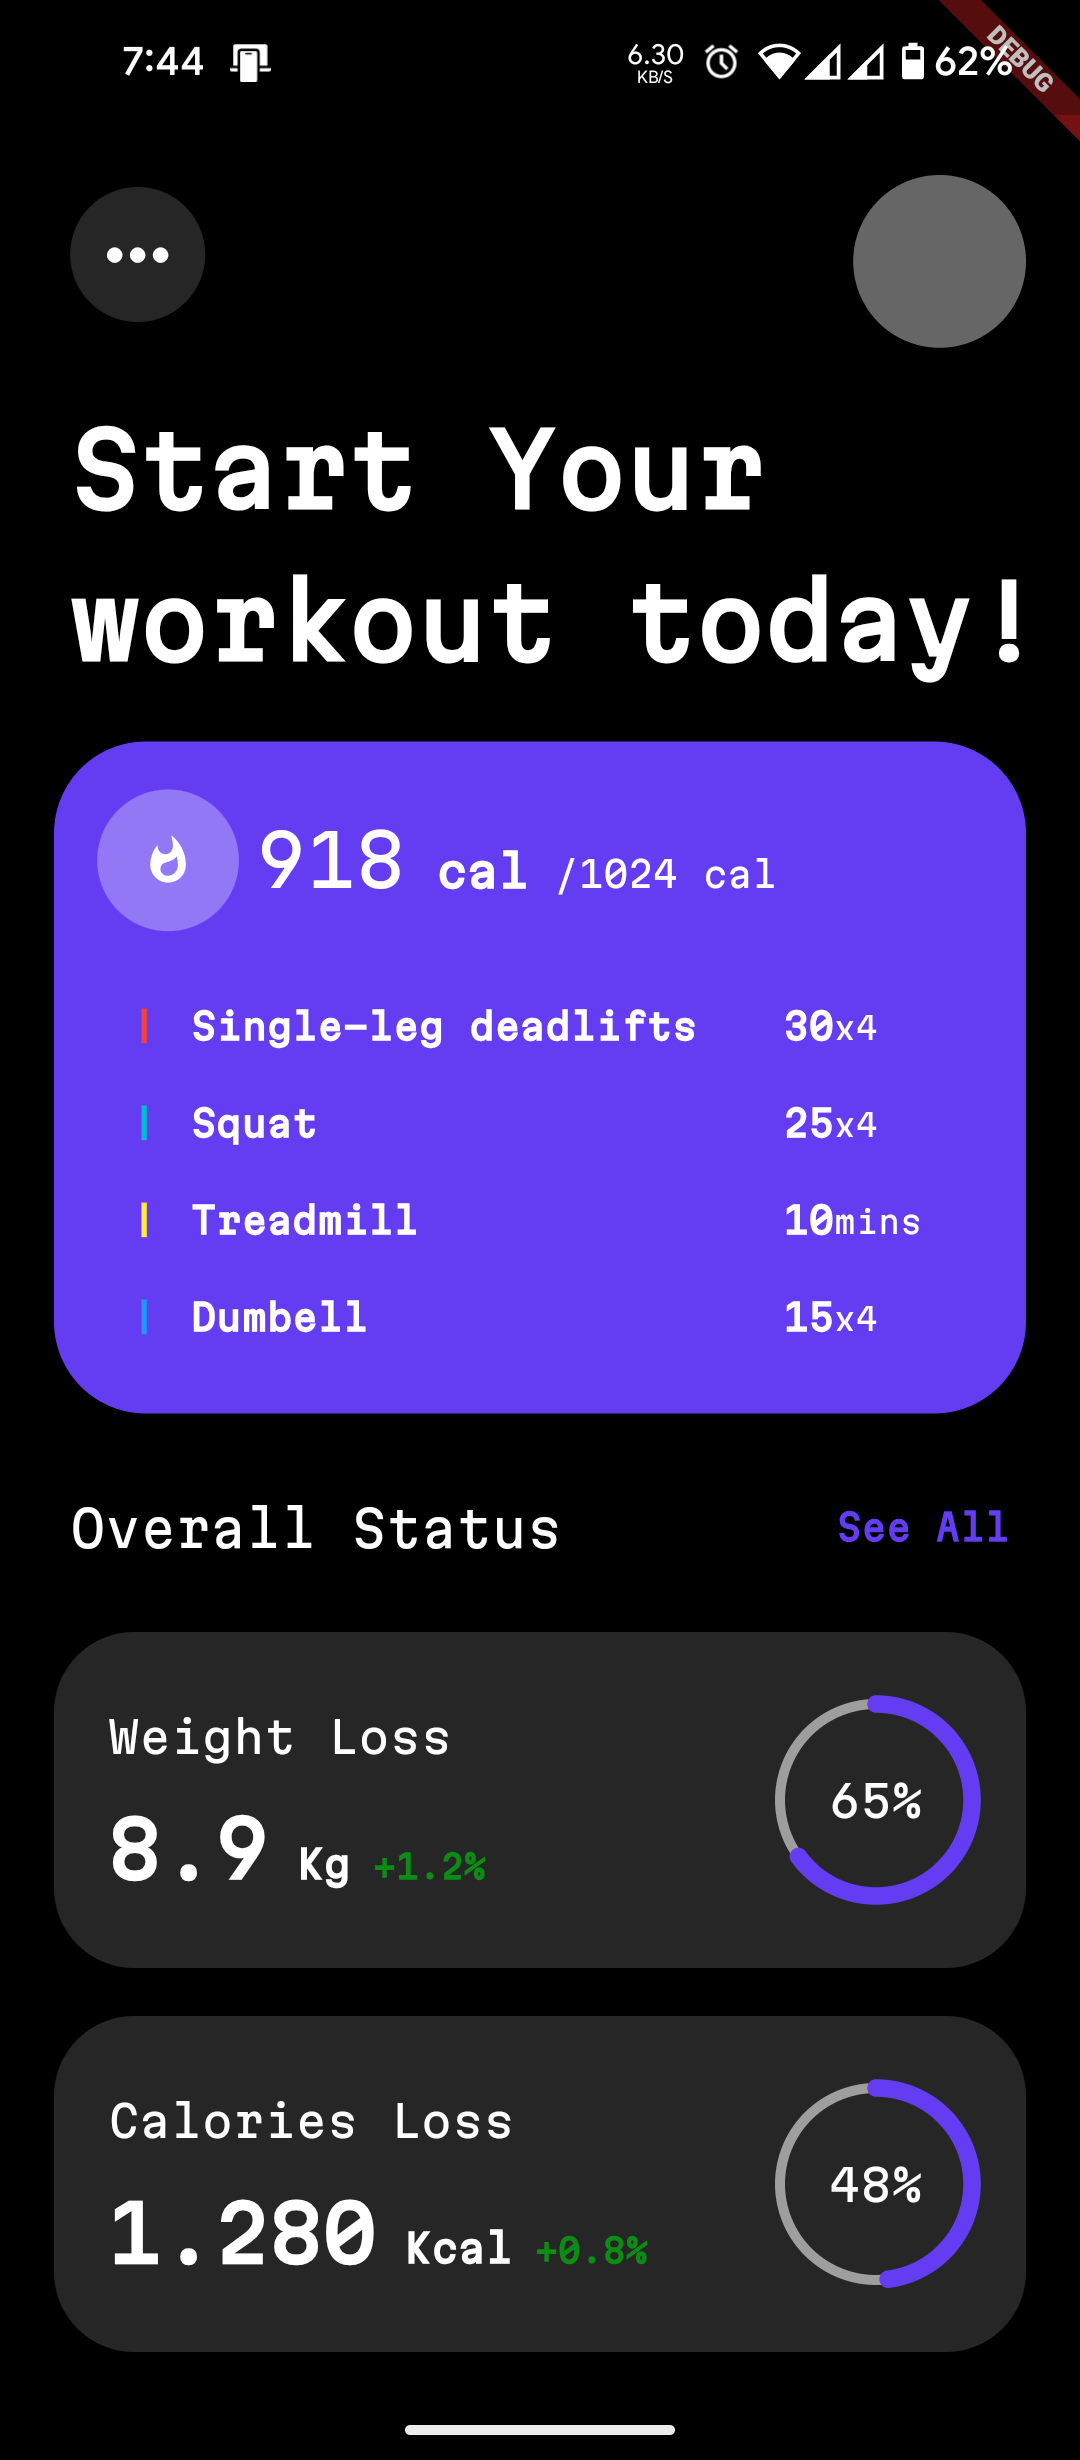 7:44 6.30 KB/S 62%
DEBUG
Start Your
workout today!
918 cal /1024 cal
Single-leg deadlifts 30x4
Squat 25x4
Treadmill 10mins
Dumbell 15x4
Overall Status See All
Weight Loss
8.9 Kg +1.2%
65%
Calories Loss
1.280 Kcal +0.8%
48%